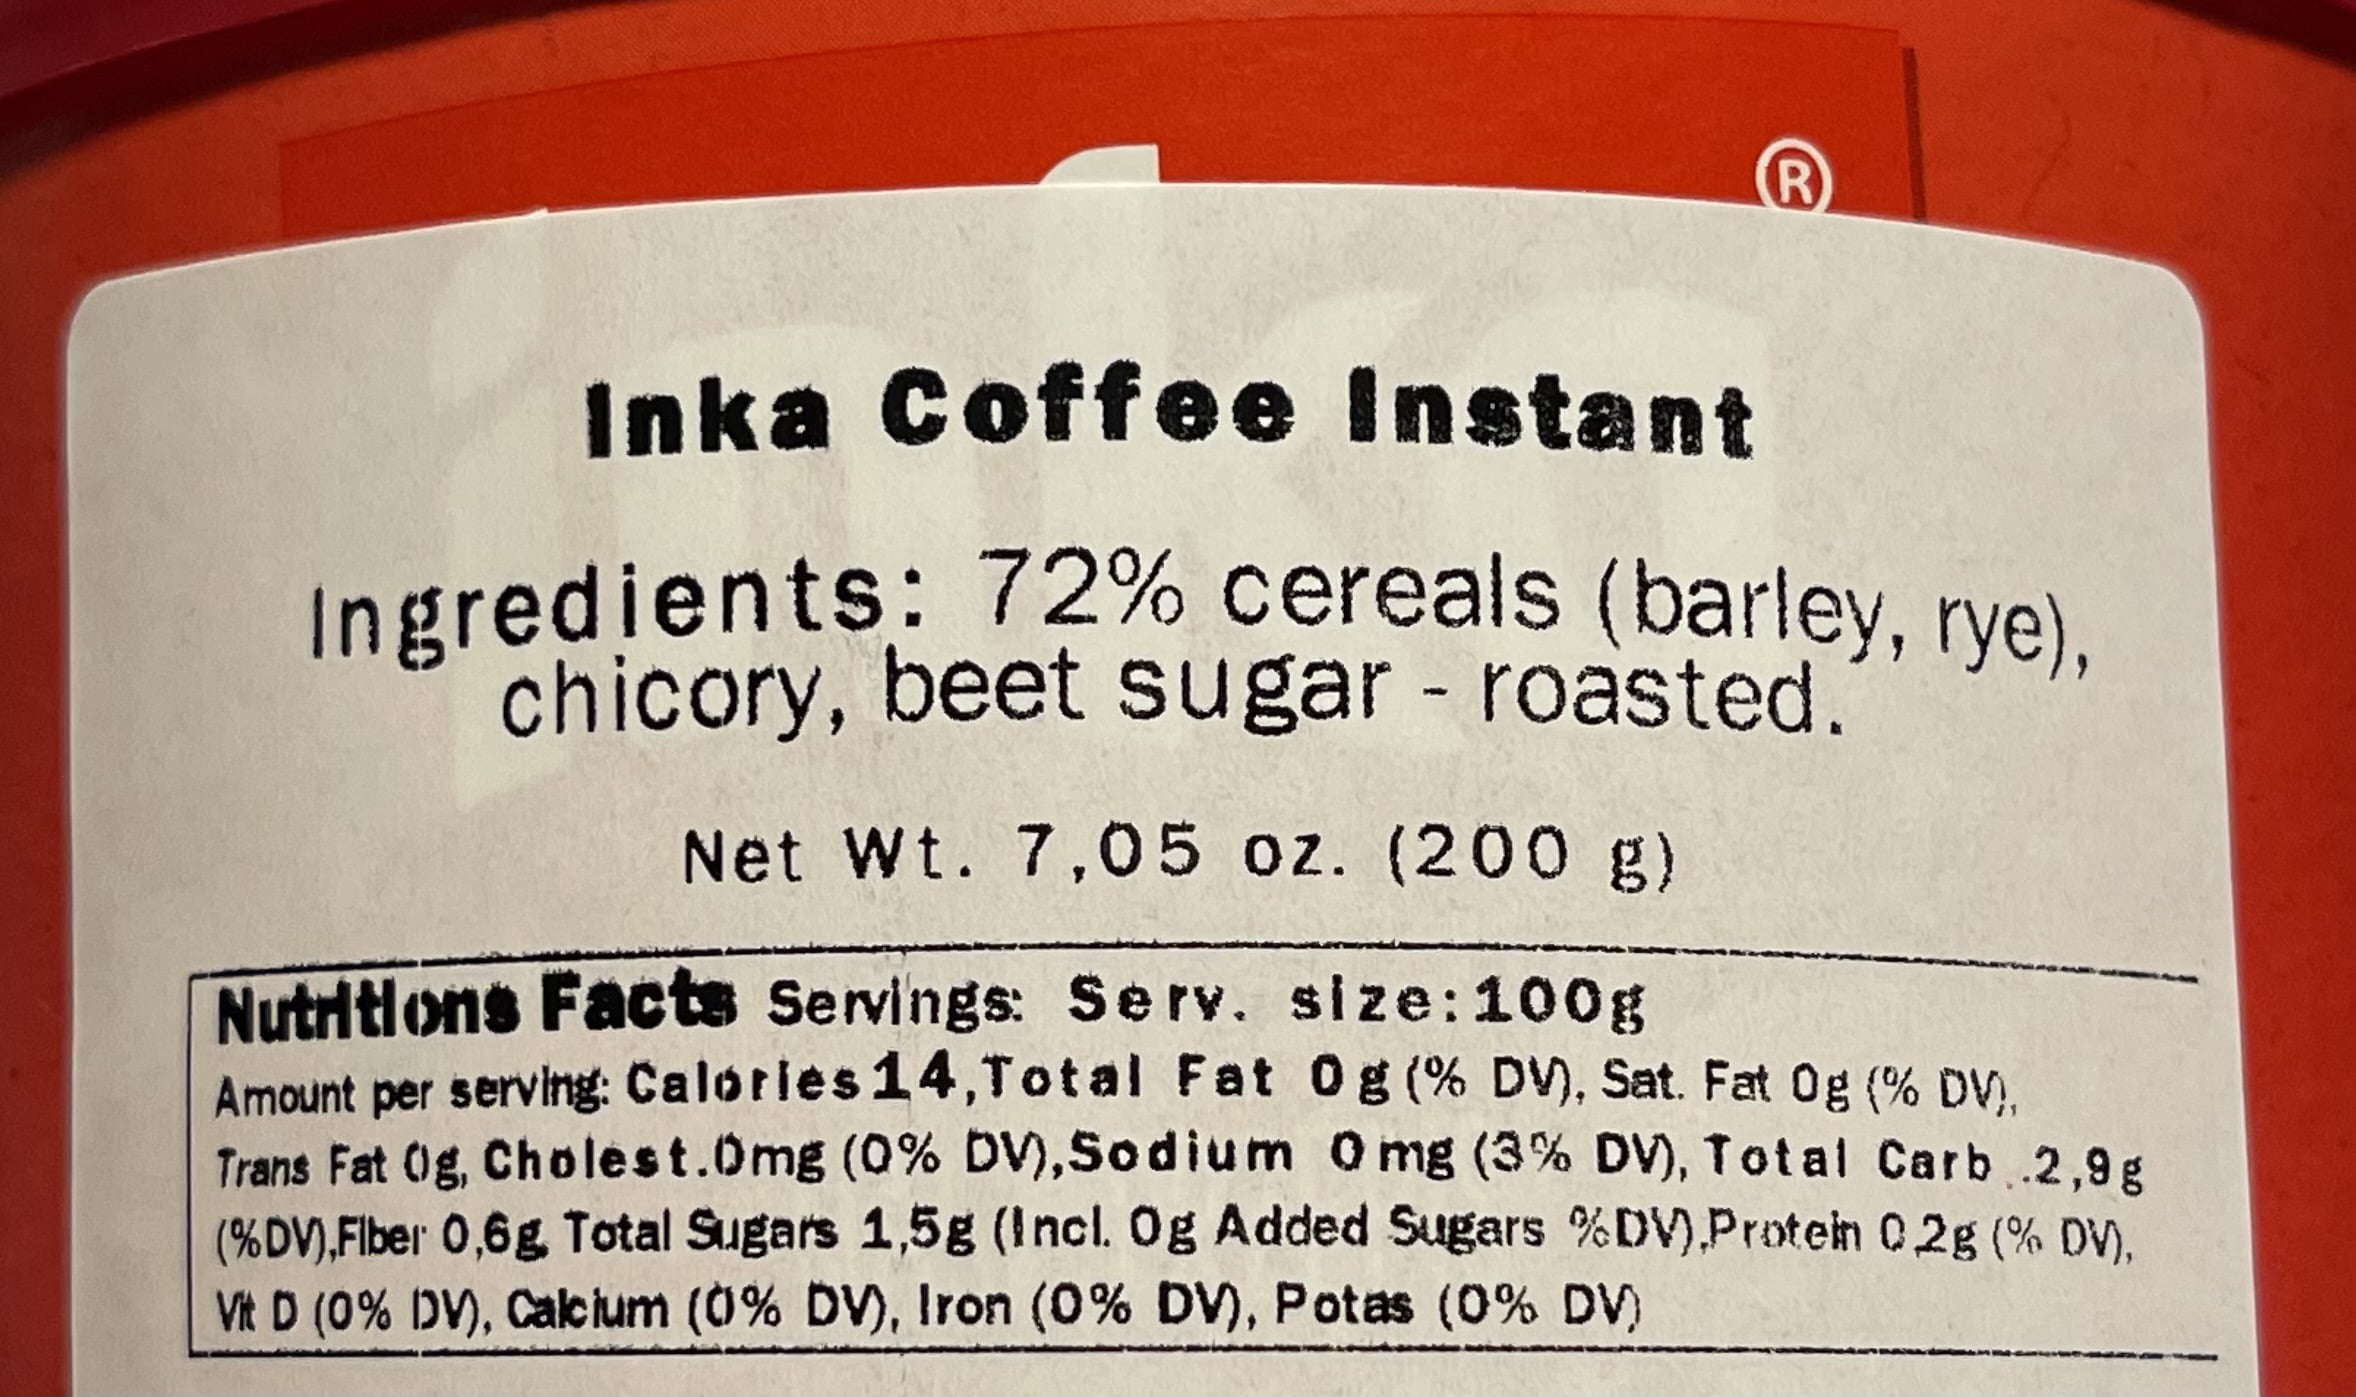 ®
Inka Coffee Instant
Ingredients: 72% cereals (barley, rye),
chicory, beet sugar - roasted.
Net Wt. 7,05 oz. (200 g)
Nutritions Facts Servings: Serv. size:100g
Amount per serving: Calories 14, Total Fat 0g (% DV), Sat. Fat 0g (% DV),
Trans Fat 0g, Cholest.0mg (0% DV),Sodium 0 mg (3% DV), Total Carb .2,9g
(%DV),Fiber 0,6g, Total Sugars 1,5g (Incl. 0g Added Sugars %DV),Protein 0.2g (% DV),
Vit D (0% DV), Calcium (0% DV), Iron (0% DV), Potas (0% DV)